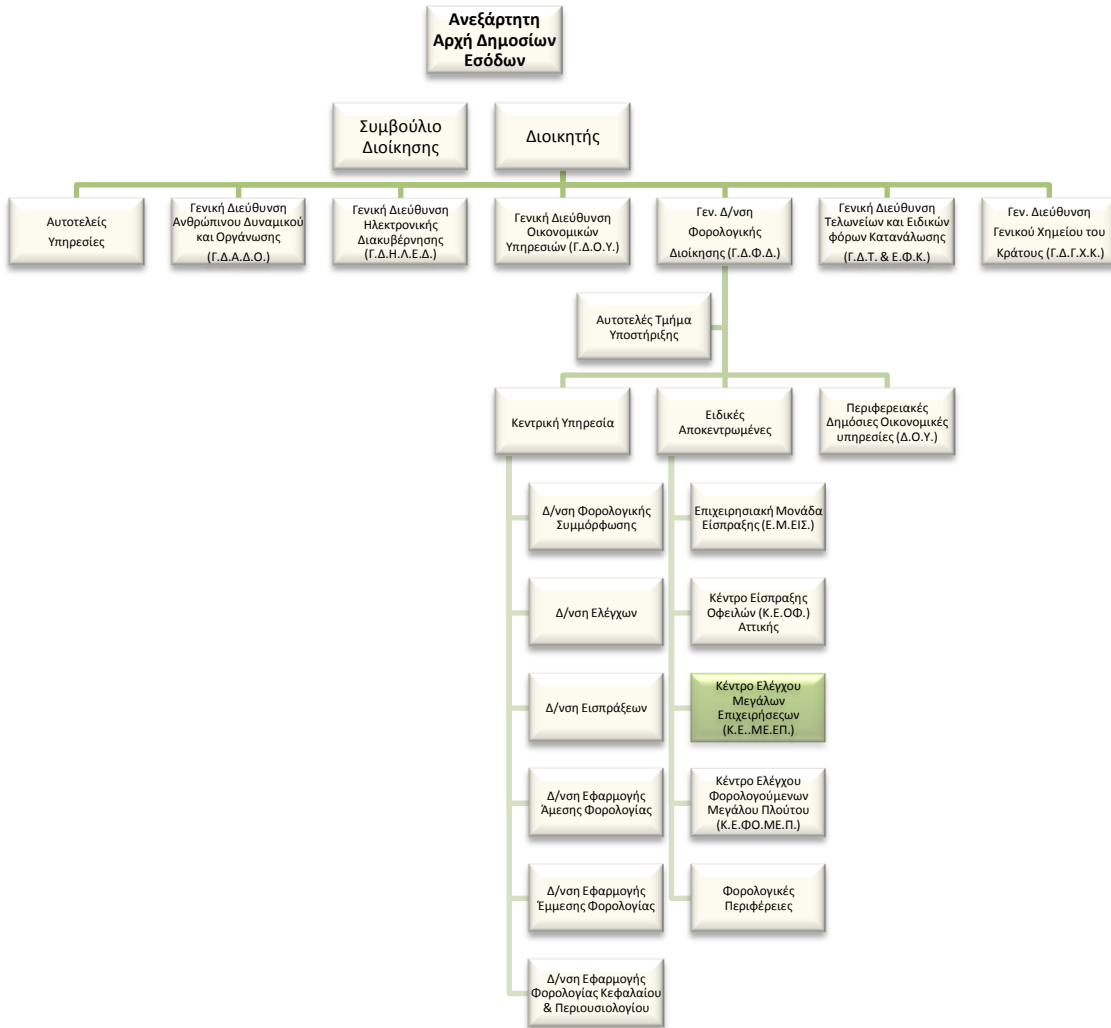 Ανεξάρτητη
Αρχή Δημοσίων
Εσόδων
Συμβούλιο
Διοίκησης
Διοικητής
Αυτοτελείς
Υπηρεσίες
Γενική Διεύθυνση
Ανθρώπινου Δυναμικού
και Οργάνωσης
(Γ.Δ.Α.Δ.Ο.)
Γενική Διεύθυνση
Ηλεκτρονικής
Διακυβέρνησης
(Γ.Δ.Η.Λ.Ε.Δ.)
Γενική Διεύθυνση
Οικονομικών
Υπηρεσιών (Γ.Δ.Ο.Υ.)
Γεν. Δ/νση
Φορολογικής
Διοίκησης (Γ.Δ.Φ.Δ.)
Γενική Διεύθυνση
Τελωνείων και Ειδικών
φόρων Κατανάλωσης
(Γ.Δ.Τ. & Ε.Φ.Κ.)
Γεν. Διεύθυνση
Γενικού Χημείου του
Κράτους (Γ.Δ.Γ.Χ.Κ.)
Αυτοτελές Τμήμα
Υποστήριξης
Κεντρική Υπηρεσία
Ειδικές
Αποκεντρωμένες
Περιφερειακές
Δημόσιες Οικονομικές
υπηρεσίες (Δ.Ο.Υ.)
Δ/νση Φορολογικής
Συμμόρφωσης
Δ/νση Ελέγχων
Δ/νση Εισπράξεων
Δ/νση Εφαρμογής
Άμεσης Φορολογίας
Δ/νση Εφαρμογής
Έμμεσης Φορολογίας
Δ/νση Εφαρμογής
Φορολογίας Κεφαλαίου
& Περιουσιολογίου
Επιχειρησιακή Μονάδα
Είσπραξης (Ε.Μ.ΕΙΣ.)
Κέντρο Είσπραξης
Οφειλών (Κ.Ε.ΟΦ.)
Αττικής
Κέντρο Ελέγχου
Μεγάλων
Επιχειρήσεςων
(Κ.Ε..ΜΕ.ΕΠ.)
Κέντρο Ελέγχου
Φορολογούμενων
Μεγάλου Πλούτου
(Κ.Ε.ΦΟ.ΜΕ.Π.)
Φορολογικές
Περιφέρειες